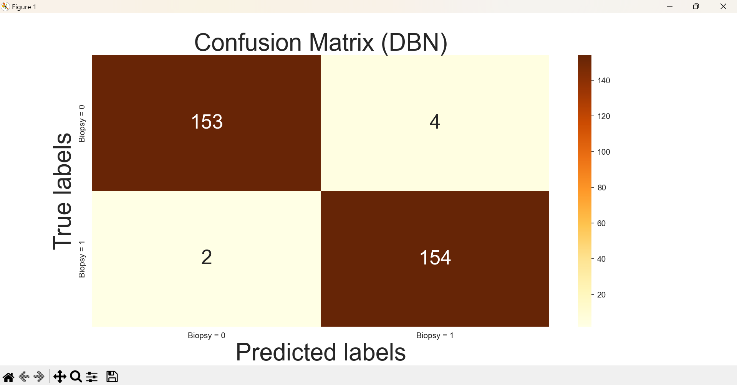 Figure 1
Confusion Matrix (DBN)
True labels
Biopsy = 0
Biopsy = 1
153
4
2
154
Biopsy = 0
Biopsy = 1
Predicted labels
140
120
100
80
60
40
20